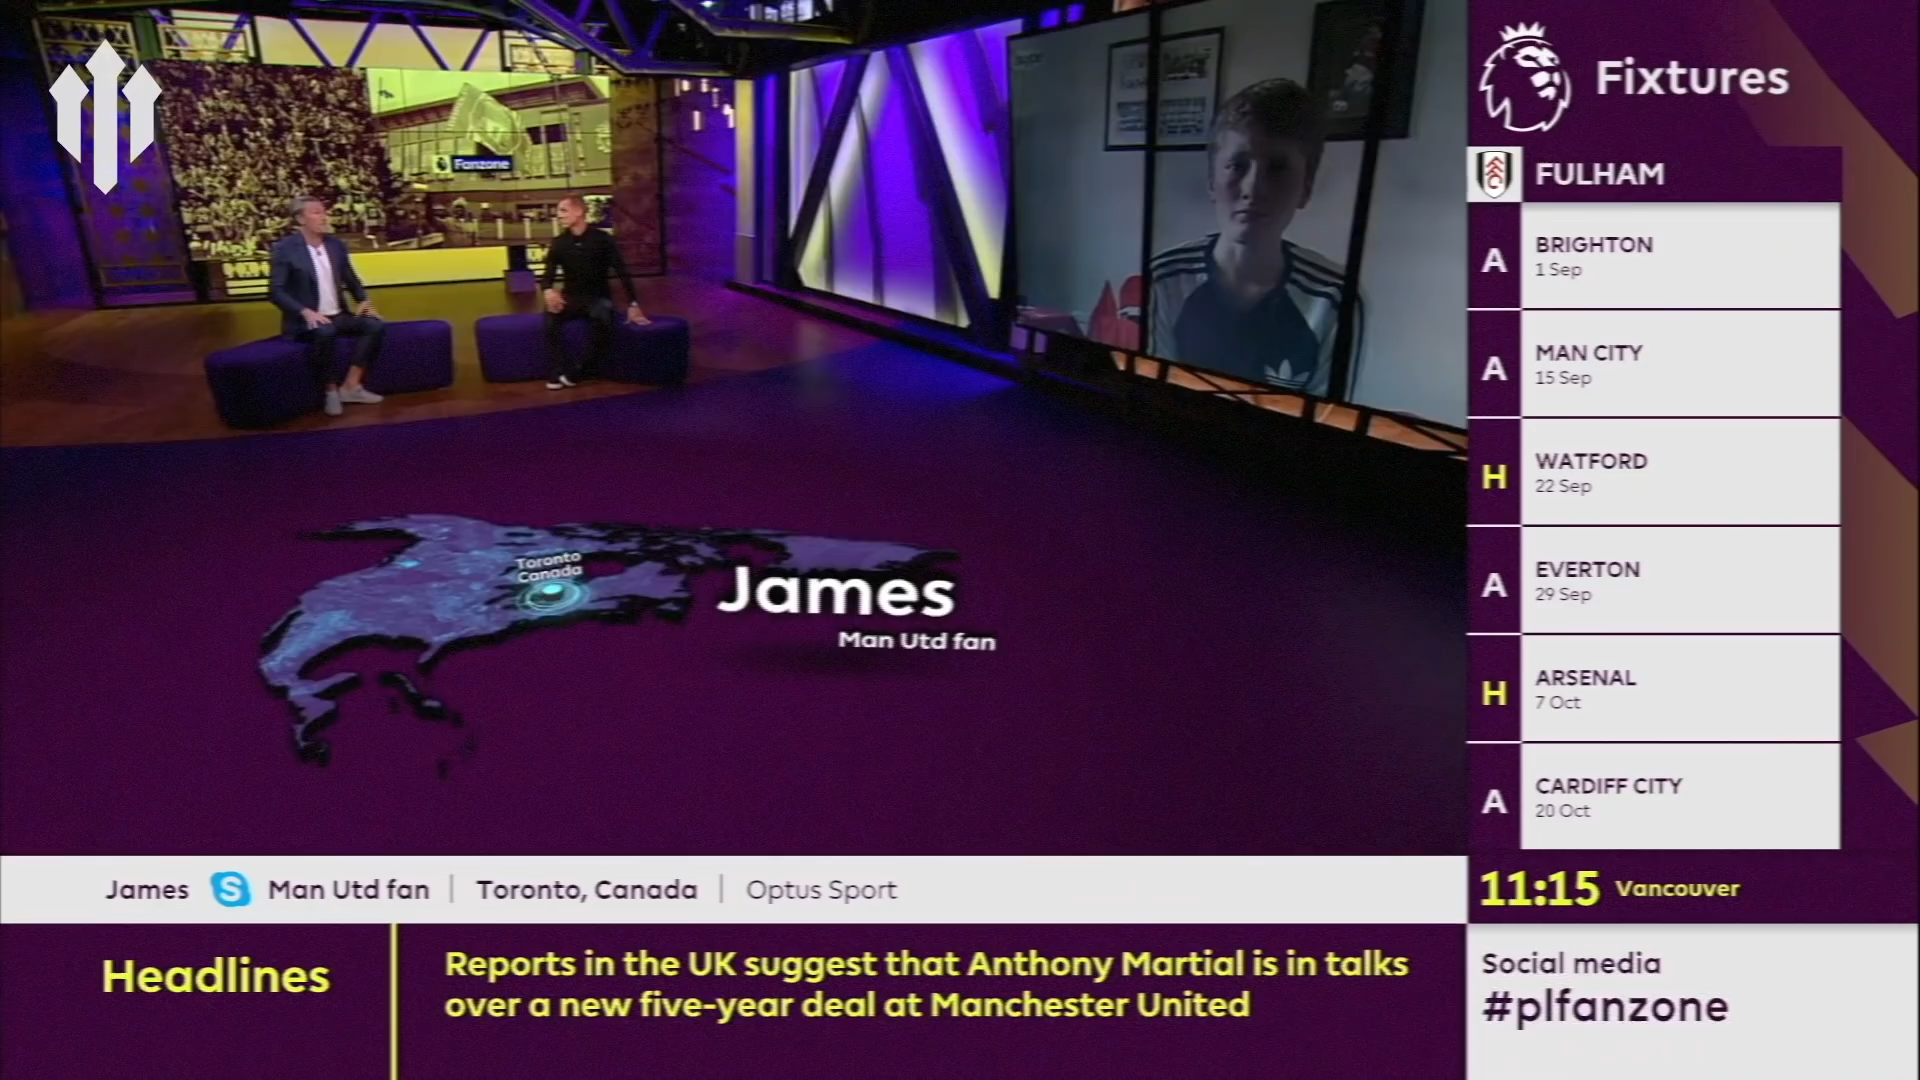 Fanzone
Fixtures
FULHAM
A
BRIGHTON
1 Sep
A
MAN CITY
15 Sep
H
WATFORD
22 Sep
A
EVERTON
29 Sep
H
ARSENAL
7 Oct
A
CARDIFF CITY
20 Oct
Toronto
Canada
James
Man Utd fan
James S Man Utd fan | Toronto, Canada | Optus Sport
11:15 Vancouver
Headlines
Reports in the UK suggest that Anthony Martial is in talks
over a new five-year deal at Manchester United
Social media
#plfanzone